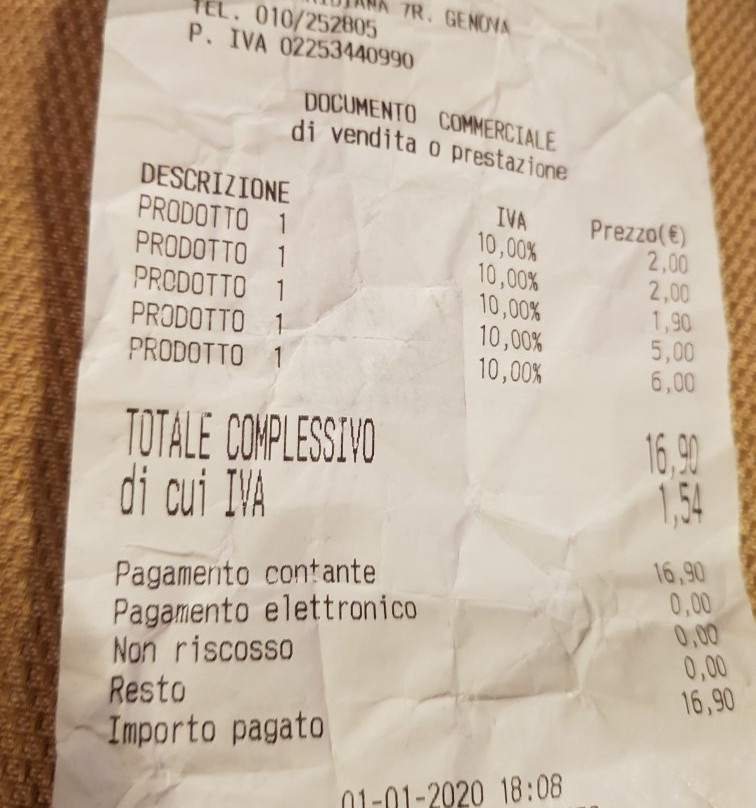 7R. GENOVA
TEL. 010/252805
P. IVA 02253440990
DOCUMENTO COMMERCIALE
di vendita o prestazione
DESCRIZIONE IVA Prezzo(€)
PRODOTTO 1 10,00% 2,00
PRODOTTO 1 10,00% 2,00
PRODOTTO 1 10,00% 1,90
PRODOTTO 1 10,00% 5,00
PRODOTTO 1 10,00% 6,00
TOTALE COMPLESSIVO 16,90
di cui IVA 1,54
Pagamento contante 16,90
Pagamento elettronico 0,00
Non riscosso 0,00
Resto 0,00
Importo pagato 16,90
01-01-2020 18:08